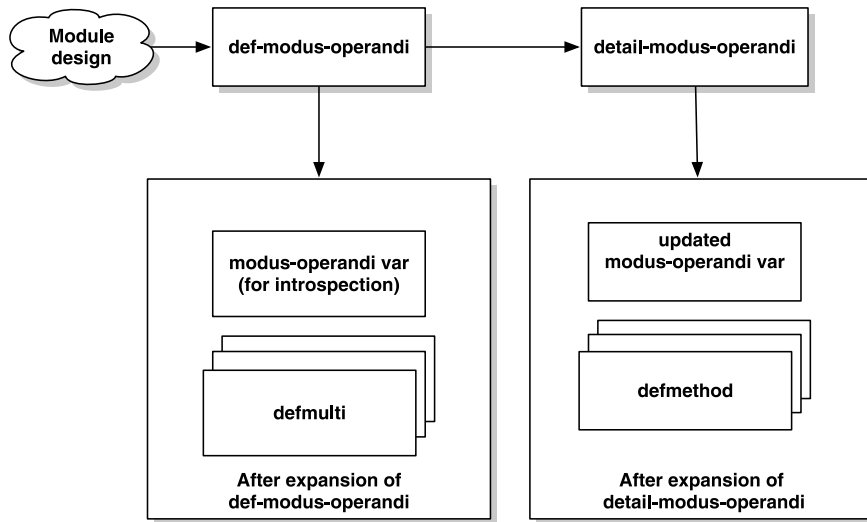 Module
design
def-modus-operandi
detail-modus-operandi
modus-operandi var
(for introspection)
defmulti
After expansion of
def-modus-operandi
updated
modus-operandi var
defmethod
After expansion of
detail-modus-operandi